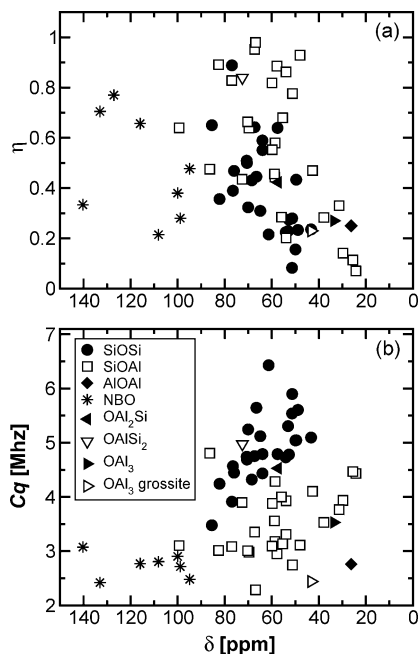 (a)
1
0.8
0.6
0.4
0.2
0
η
140 120 100 80 60 40 20 0
(b)
7
6
5
4
3
2
Cq [Mhz]
SiOSi
SiOAl
AlOAl
NBO
OAl2Si
OAlSi2
OAl3
OAl3 grossite
140 120 100 80 60 40 20 0
δ [ppm]